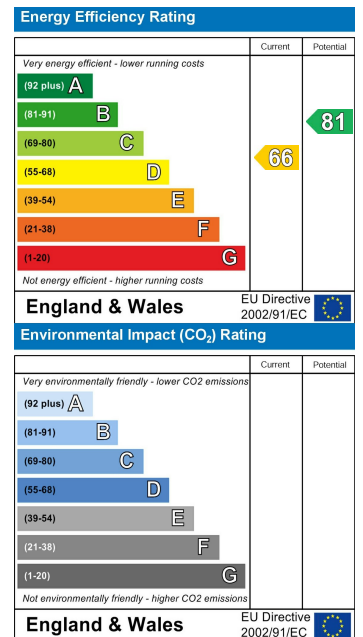 Energy Efficiency Rating
Current Potential
Very energy efficient - lower running costs
(92 plus) A
(81-91) B
81
(69-80) C
66
(55-68) D
(39-54) E
(21-38) F
(1-20) G
Not energy efficient - higher running costs
England & Wales
EU Directive
2002/91/EC
Environmental Impact (CO₂) Rating
Current Potential
Very environmentally friendly - lower CO2 emissions
(92 plus) A
(81-91) B
(69-80) C
(55-68) D
(39-54) E
(21-38) F
(1-20) G
Not environmentally friendly - higher CO2 emissions
England & Wales
EU Directive
2002/91/EC